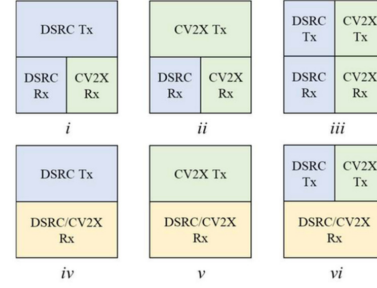 DSRC Tx
DSRC
Rx
CV2X
Rx
i
CV2X Tx
DSRC
Rx
CV2X
Rx
ii
DSRC
Tx
CV2X
Tx
DSRC
Rx
CV2X
Rx
iii
DSRC Tx
DSRC/CV2X
Rx
iv
CV2X Tx
DSRC/CV2X
Rx
v
DSRC
Tx
CV2X
Tx
DSRC/CV2X
Rx
vi